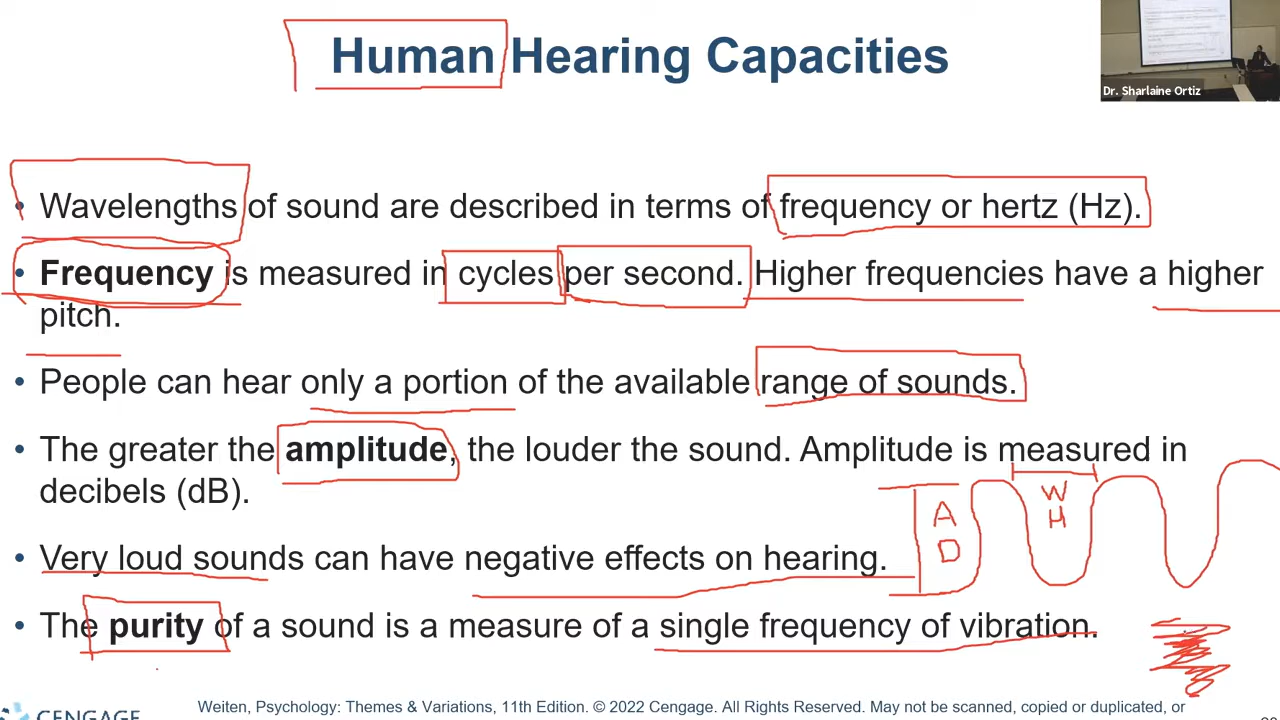 Human Hearing Capacities
Dr. Sharlaine Ortiz
• Wavelengths of sound are described in terms of frequency or hertz (Hz).
• Frequency is measured in cycles per second. Higher frequencies have a higher
pitch.
• People can hear only a portion of the available range of sounds.
• The greater the amplitude, the louder the sound. Amplitude is measured in
decibels (dB).
W
H
A
D
• Very loud sounds can have negative effects on hearing.
• The purity of a sound is a measure of a single frequency of vibration.
CENGAGE
Weiten, Psychology: Themes & Variations, 11th Edition. © 2022 Cengage. All Rights Reserved. May not be scanned, copied or duplicated, or